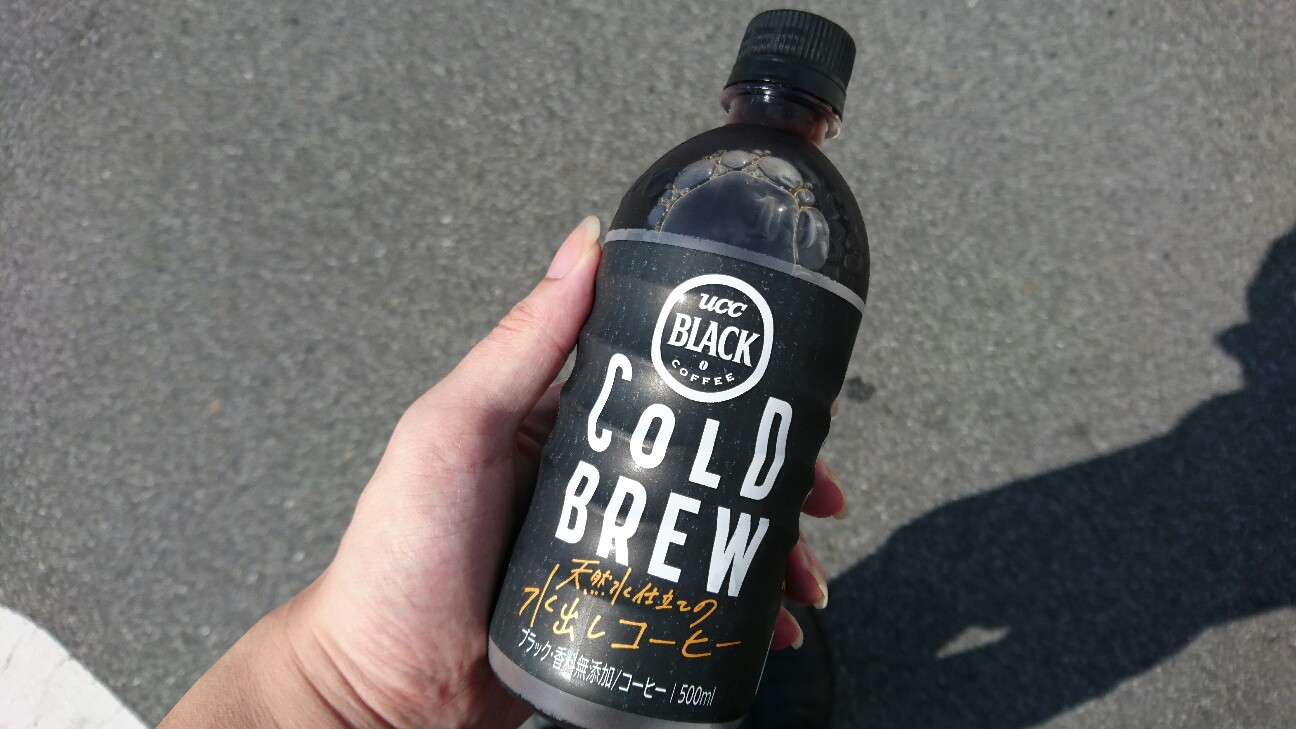 UCC
BLACK
COFFEE
COLD
BREW
天然水仕立ての
水出しコーヒー
ブラック・香料無添加/コーヒー | 500ml